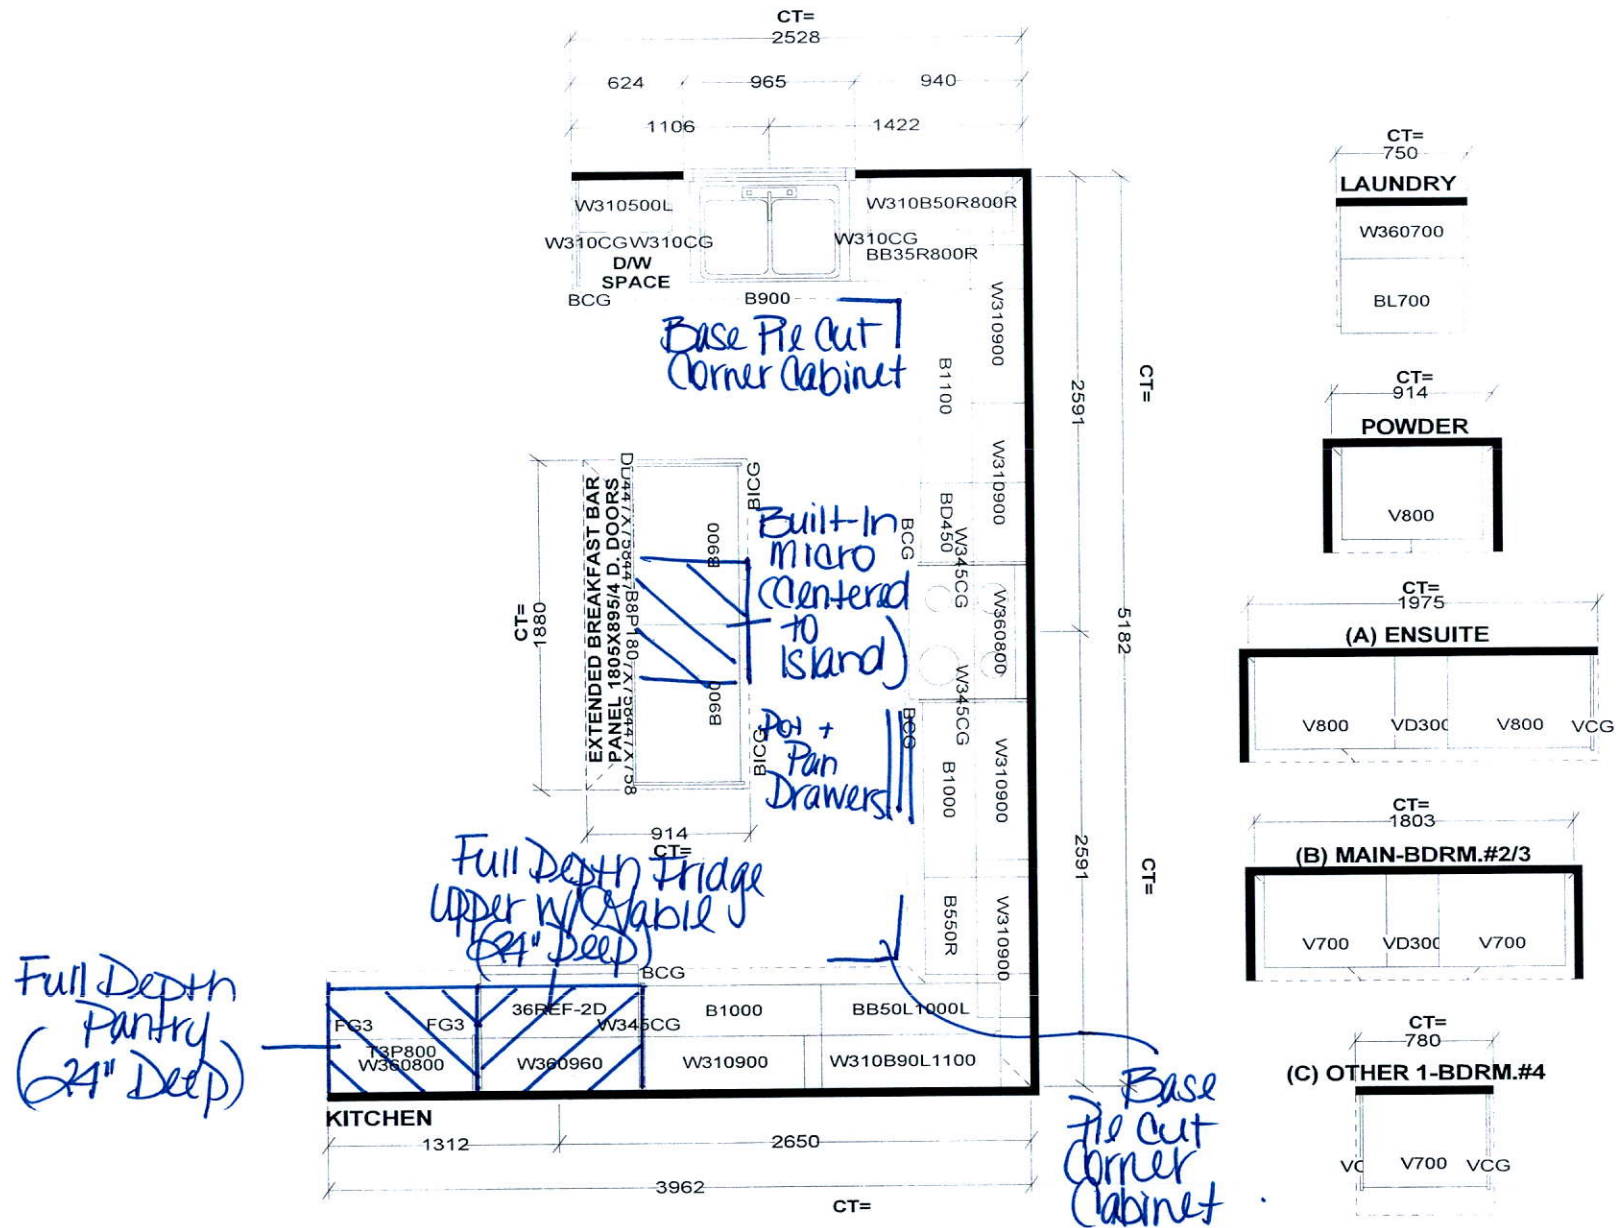 CT=
2528
624
965
940
1106
1422
W310500L
W310CG
W310CG
D/W
SPACE
BCG
B900
W310CG
W310B50R800R
BB35R800R
Base Pie Cut
Corner Cabinet
W310900
B1100
W310900
BD450
BCG
W345CG
W360800
W345CG
BCG
B1000
W310900
B550R
W310900
2591
2591
5182
CT=
CT=
CT=
1880
EXTENDED BREAKFAST BAR
PANEL 1805X895/4 D. DOORS
BICG
B900
B900
BICG
914
CT=
Built-In
micro
(Centered
to
Island)
Pot +
Pan
Drawers
Full Depth Fridge
Upper w/ Gable
(24" Deep)
Full Depth
Pantry
(24" Deep)
FG3
FG3
T3P800
W360800
36REF-2D
W360960
BCG
W345CG
B1000
W310900
BB50L1000L
W310B90L1100
Base
Pie Cut
Corner
Cabinet
KITCHEN
1312
2650
3962
CT=
CT=
750
LAUNDRY
W360700
BL700
CT=
914
POWDER
V800
CT=
1975
(A) ENSUITE
V800
VD300
V800
VCG
CT=
1803
(B) MAIN-BDRM.#2/3
V700
VD300
V700
CT=
780
(C) OTHER 1-BDRM.#4
V700
VCG